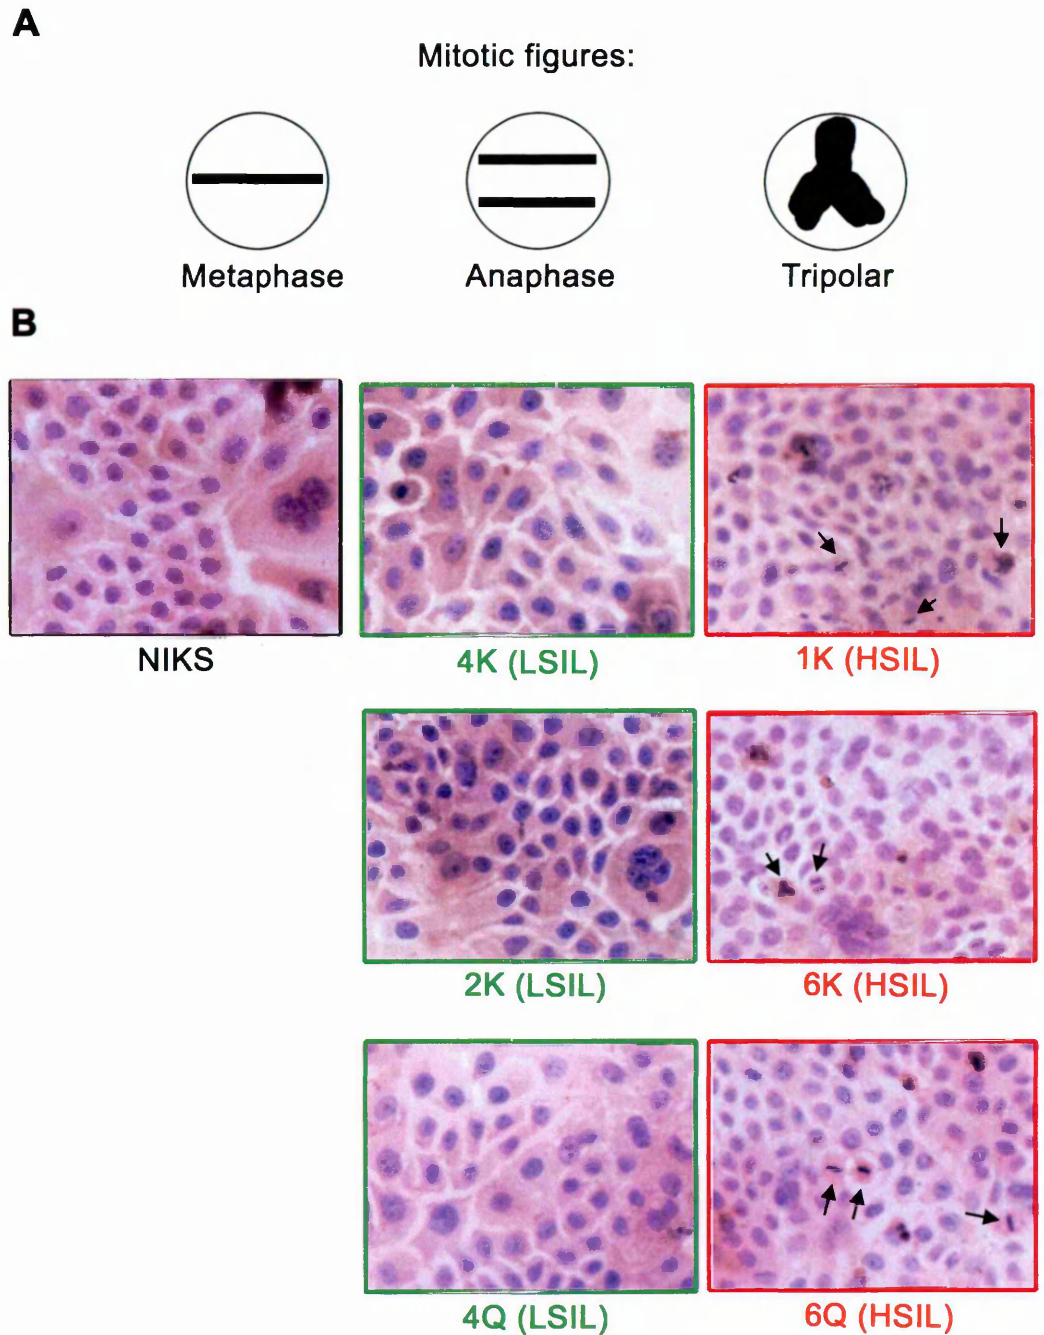 A
Mitotic figures:
Metaphase Anaphase Tripolar
B
NIKS 4K (LSIL) 1K (HSIL)
2K (LSIL) 6K (HSIL)
4Q (LSIL) 6Q (HSIL)